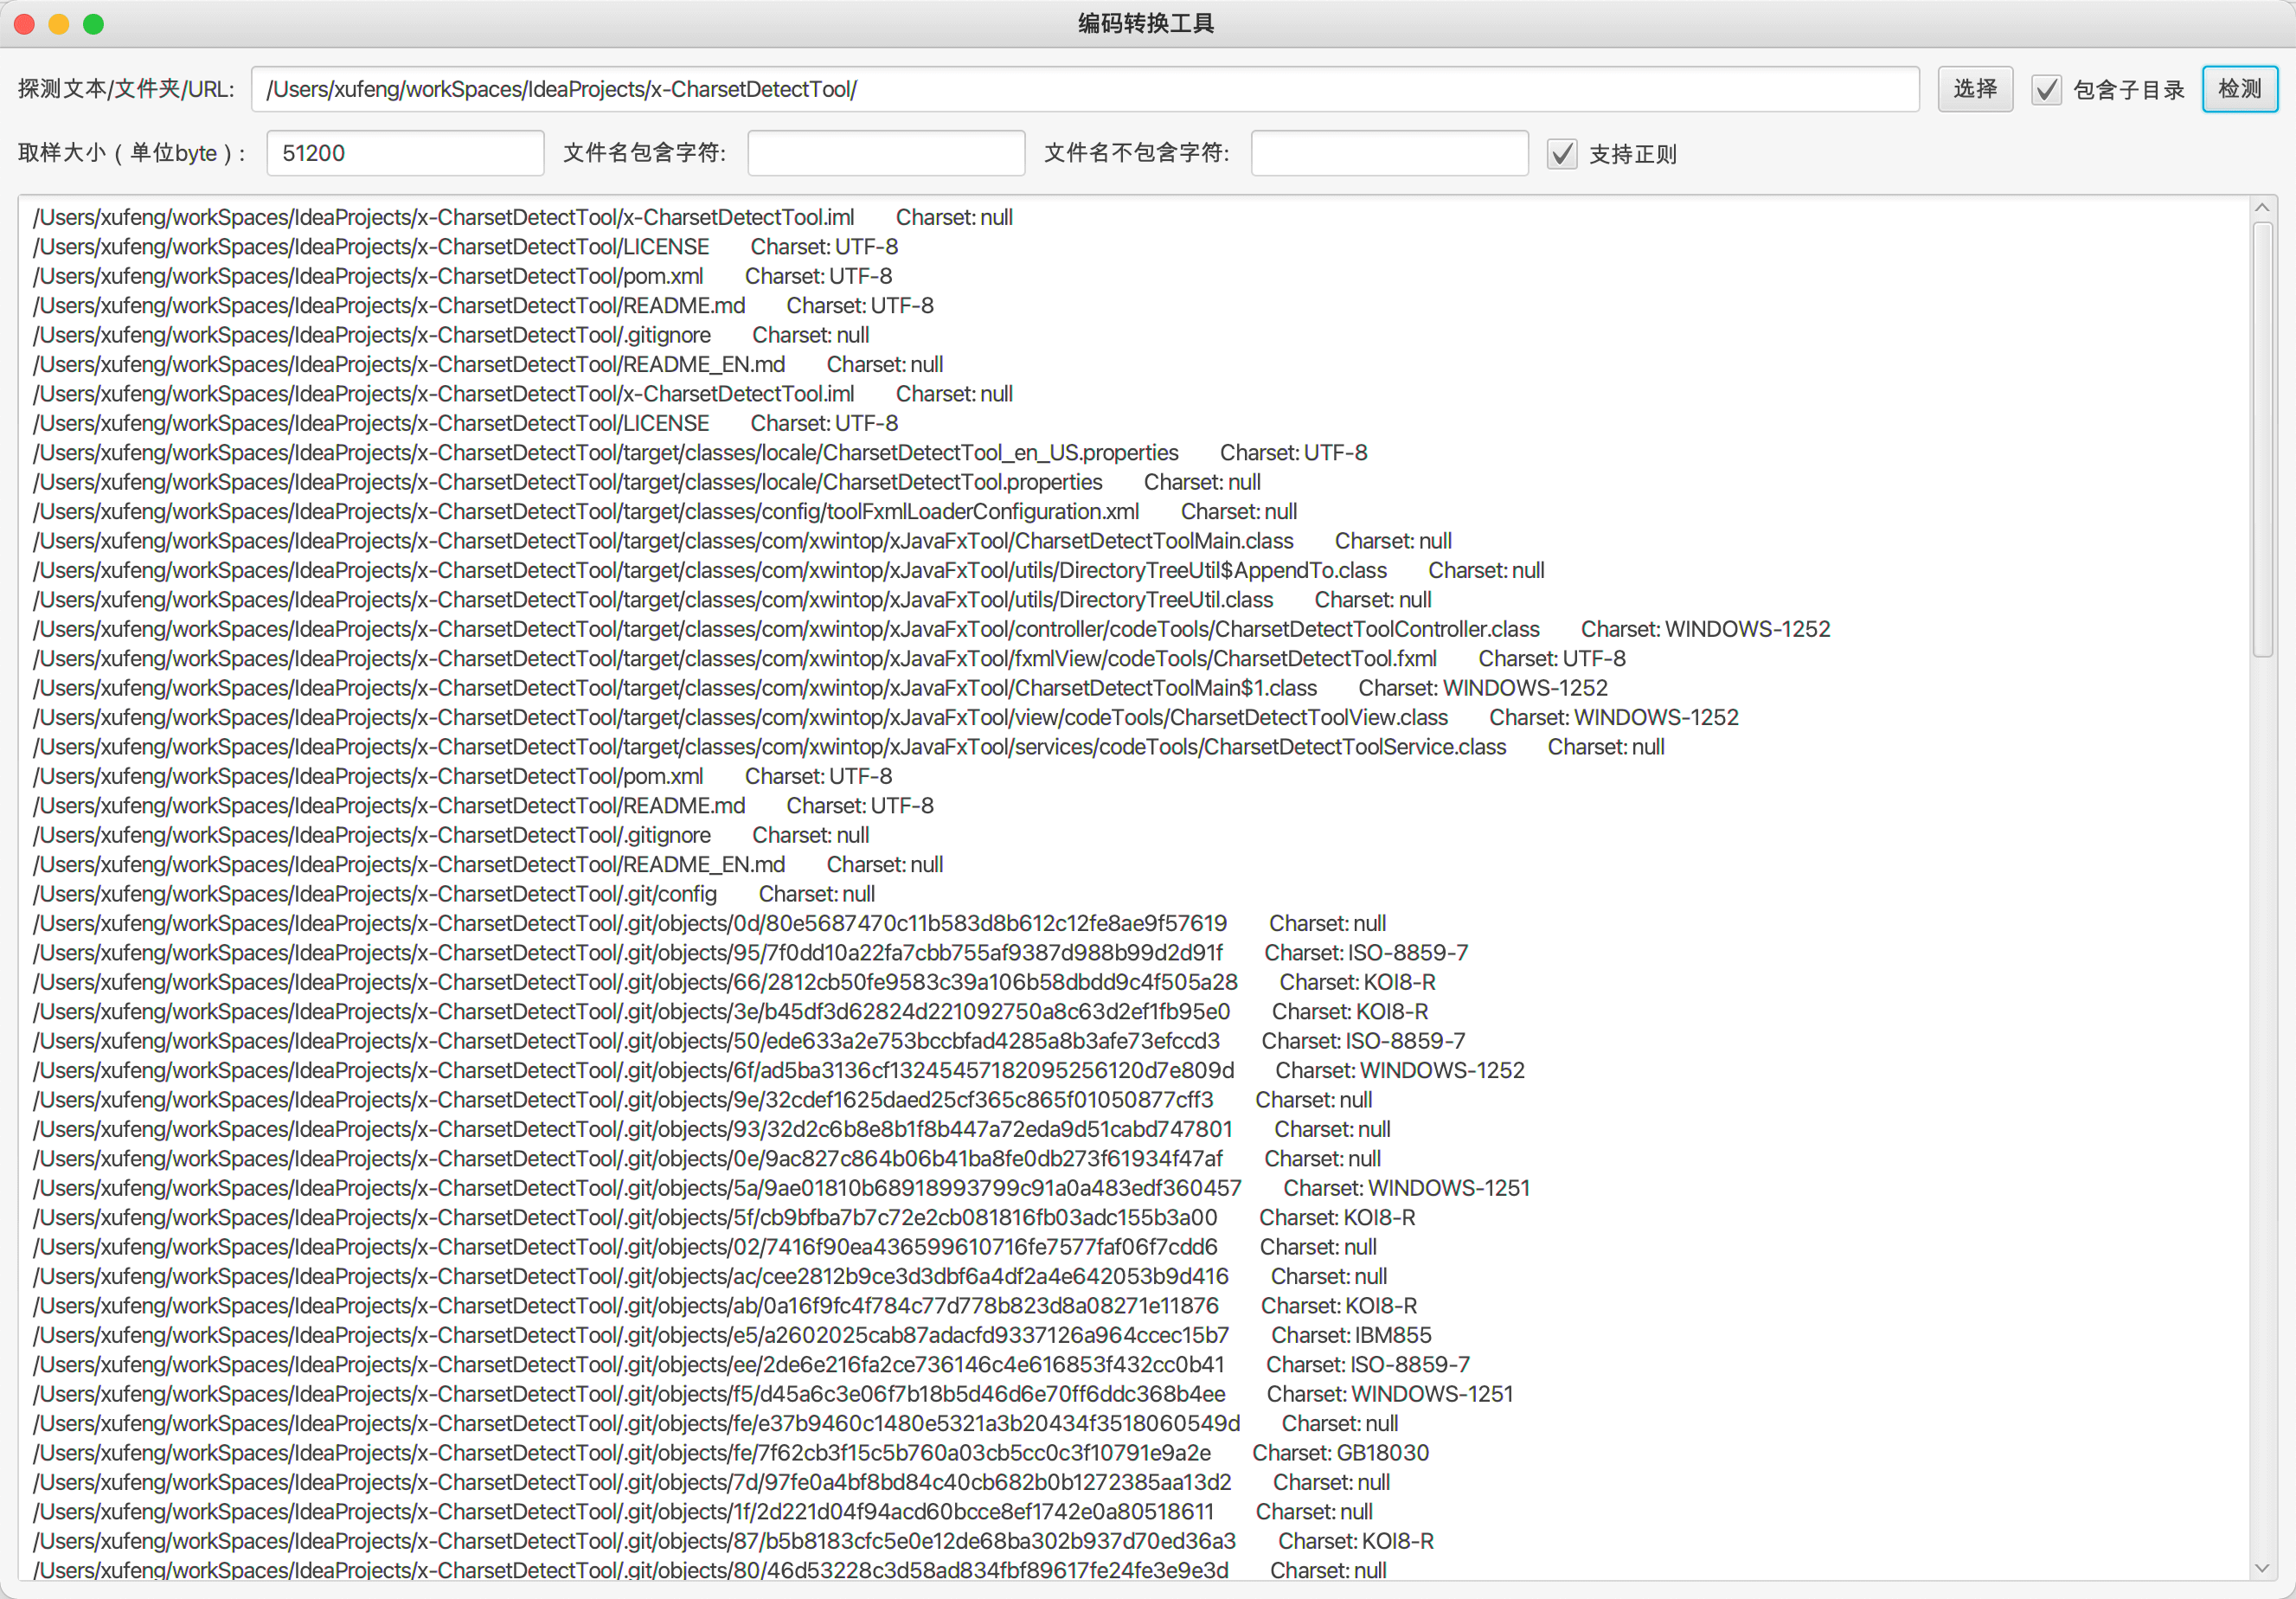 编码转换工具
探测文本/文件夹/URL: /Users/xufeng/workSpaces/IdeaProjects/x-CharsetDetectTool/ 选择 包含子目录 检测
取样大小（单位byte）: 51200 文件名包含字符: 文件名不包含字符: 支持正则
/Users/xufeng/workSpaces/IdeaProjects/x-CharsetDetectTool/x-CharsetDetectTool.iml Charset: null
/Users/xufeng/workSpaces/IdeaProjects/x-CharsetDetectTool/LICENSE Charset: UTF-8
/Users/xufeng/workSpaces/IdeaProjects/x-CharsetDetectTool/pom.xml Charset: UTF-8
/Users/xufeng/workSpaces/IdeaProjects/x-CharsetDetectTool/README.md Charset: UTF-8
/Users/xufeng/workSpaces/IdeaProjects/x-CharsetDetectTool/.gitignore Charset: null
/Users/xufeng/workSpaces/IdeaProjects/x-CharsetDetectTool/README_EN.md Charset: null
/Users/xufeng/workSpaces/IdeaProjects/x-CharsetDetectTool/x-CharsetDetectTool.iml Charset: null
/Users/xufeng/workSpaces/IdeaProjects/x-CharsetDetectTool/LICENSE Charset: UTF-8
/Users/xufeng/workSpaces/IdeaProjects/x-CharsetDetectTool/target/classes/locale/CharsetDetectTool_en_US.properties Charset: UTF-8
/Users/xufeng/workSpaces/IdeaProjects/x-CharsetDetectTool/target/classes/locale/CharsetDetectTool.properties Charset: null
/Users/xufeng/workSpaces/IdeaProjects/x-CharsetDetectTool/target/classes/config/toolFxmlLoaderConfiguration.xml Charset: null
/Users/xufeng/workSpaces/IdeaProjects/x-CharsetDetectTool/target/classes/com/xwintop/xJavaFxTool/CharsetDetectToolMain.class Charset: null
/Users/xufeng/workSpaces/IdeaProjects/x-CharsetDetectTool/target/classes/com/xwintop/xJavaFxTool/utils/DirectoryTreeUtil$AppendTo.class Charset: null
/Users/xufeng/workSpaces/IdeaProjects/x-CharsetDetectTool/target/classes/com/xwintop/xJavaFxTool/utils/DirectoryTreeUtil.class Charset: null
/Users/xufeng/workSpaces/IdeaProjects/x-CharsetDetectTool/target/classes/com/xwintop/xJavaFxTool/controller/codeTools/CharsetDetectToolController.class Charset: WINDOWS-1252
/Users/xufeng/workSpaces/IdeaProjects/x-CharsetDetectTool/target/classes/com/xwintop/xJavaFxTool/fxmlView/codeTools/CharsetDetectTool.fxml Charset: UTF-8
/Users/xufeng/workSpaces/IdeaProjects/x-CharsetDetectTool/target/classes/com/xwintop/xJavaFxTool/CharsetDetectToolMain$1.class Charset: WINDOWS-1252
/Users/xufeng/workSpaces/IdeaProjects/x-CharsetDetectTool/target/classes/com/xwintop/xJavaFxTool/view/codeTools/CharsetDetectToolView.class Charset: WINDOWS-1252
/Users/xufeng/workSpaces/IdeaProjects/x-CharsetDetectTool/target/classes/com/xwintop/xJavaFxTool/services/codeTools/CharsetDetectToolService.class Charset: null
/Users/xufeng/workSpaces/IdeaProjects/x-CharsetDetectTool/pom.xml Charset: UTF-8
/Users/xufeng/workSpaces/IdeaProjects/x-CharsetDetectTool/README.md Charset: UTF-8
/Users/xufeng/workSpaces/IdeaProjects/x-CharsetDetectTool/.gitignore Charset: null
/Users/xufeng/workSpaces/IdeaProjects/x-CharsetDetectTool/README_EN.md Charset: null
/Users/xufeng/workSpaces/IdeaProjects/x-CharsetDetectTool/.git/config Charset: null
/Users/xufeng/workSpaces/IdeaProjects/x-CharsetDetectTool/.git/objects/0d/80e5687470c11b583d8b612c12fe8ae9f57619 Charset: null
/Users/xufeng/workSpaces/IdeaProjects/x-CharsetDetectTool/.git/objects/95/7f0dd10a22fa7cbb755af9387d988b99d2d91f Charset: ISO-8859-7
/Users/xufeng/workSpaces/IdeaProjects/x-CharsetDetectTool/.git/objects/66/2812cb50fe9583c39a106b58dbdd9c4f505a28 Charset: KOI8-R
/Users/xufeng/workSpaces/IdeaProjects/x-CharsetDetectTool/.git/objects/3e/b45df3d62824d221092750a8c63d2ef1fb95e0 Charset: KOI8-R
/Users/xufeng/workSpaces/IdeaProjects/x-CharsetDetectTool/.git/objects/50/ede633a2e753bccbfad4285a8b3afe73efccd3 Charset: ISO-8859-7
/Users/xufeng/workSpaces/IdeaProjects/x-CharsetDetectTool/.git/objects/6f/ad5ba3136cf13245457182095256120d7e809d Charset: WINDOWS-1252
/Users/xufeng/workSpaces/IdeaProjects/x-CharsetDetectTool/.git/objects/9e/32cdef1625daed25cf365c865f01050877cff3 Charset: null
/Users/xufeng/workSpaces/IdeaProjects/x-CharsetDetectTool/.git/objects/93/32d2c6b8e8b1f8b447a72eda9d51cabd747801 Charset: null
/Users/xufeng/workSpaces/IdeaProjects/x-CharsetDetectTool/.git/objects/0e/9ac827c864b06b41ba8fe0db273f61934f47af Charset: null
/Users/xufeng/workSpaces/IdeaProjects/x-CharsetDetectTool/.git/objects/5a/9ae01810b68918993799c91a0a483edf360457 Charset: WINDOWS-1251
/Users/xufeng/workSpaces/IdeaProjects/x-CharsetDetectTool/.git/objects/5f/cb9bfba7b7c72e2cb081816fb03adc155b3a00 Charset: KOI8-R
/Users/xufeng/workSpaces/IdeaProjects/x-CharsetDetectTool/.git/objects/02/7416f90ea436599610716fe7577faf06f7cdd6 Charset: null
/Users/xufeng/workSpaces/IdeaProjects/x-CharsetDetectTool/.git/objects/ac/cee2812b9ce3d3dbf6a4df2a4e642053b9d416 Charset: null
/Users/xufeng/workSpaces/IdeaProjects/x-CharsetDetectTool/.git/objects/ab/0a16f9fc4f784c77d778b823d8a08271e11876 Charset: KOI8-R
/Users/xufeng/workSpaces/IdeaProjects/x-CharsetDetectTool/.git/objects/e5/a2602025cab87adacfd9337126a964ccec15b7 Charset: IBM855
/Users/xufeng/workSpaces/IdeaProjects/x-CharsetDetectTool/.git/objects/ee/2de6e216fa2ce736146c4e616853f432cc0b41 Charset: ISO-8859-7
/Users/xufeng/workSpaces/IdeaProjects/x-CharsetDetectTool/.git/objects/f5/d45a6c3e06f7b18b5d46d6e70ff6ddc368b4ee Charset: WINDOWS-1251
/Users/xufeng/workSpaces/IdeaProjects/x-CharsetDetectTool/.git/objects/fe/e37b9460c1480e5321a3b20434f3518060549d Charset: null
/Users/xufeng/workSpaces/IdeaProjects/x-CharsetDetectTool/.git/objects/fe/7f62cb3f15c5b760a03cb5cc0c3f10791e9a2e Charset: GB18030
/Users/xufeng/workSpaces/IdeaProjects/x-CharsetDetectTool/.git/objects/7d/97fe0a4bf8bd84c40cb682b0b1272385aa13d2 Charset: null
/Users/xufeng/workSpaces/IdeaProjects/x-CharsetDetectTool/.git/objects/1f/2d221d04f94acd60bcce8ef1742e0a80518611 Charset: null
/Users/xufeng/workSpaces/IdeaProjects/x-CharsetDetectTool/.git/objects/87/b5b8183cfc5e0e12de68ba302b937d70ed36a3 Charset: KOI8-R
/Users/xufeng/workSpaces/IdeaProjects/x-CharsetDetectTool/.git/objects/80/46d53228c3d58ad834fbf89617fe24fe3e9e3d Charset: null